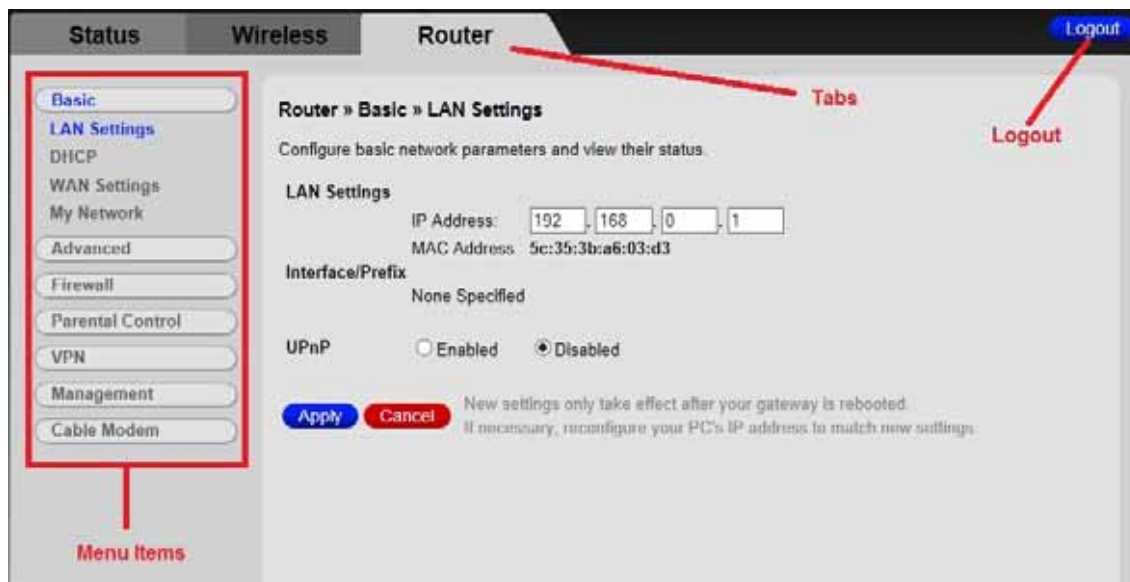 Status
Wireless
Router
Logout
Tabs
Logout
Basic
LAN Settings
DHCP
WAN Settings
My Network
Advanced
Firewall
Parental Control
VPN
Management
Cable Modem
Menu Items
Router » Basic » LAN Settings
Configure basic network parameters and view their status.
LAN Settings
IP Address: 192 . 168 . 0 . 1
MAC Address 5c:35:3b:a6:03:d3
Interface/Prefix
None Specified
UPnP Enabled Disabled
Apply Cancel
New settings only take effect after your gateway is rebooted.
If necessary, reconfigure your PC's IP address to match new settings.